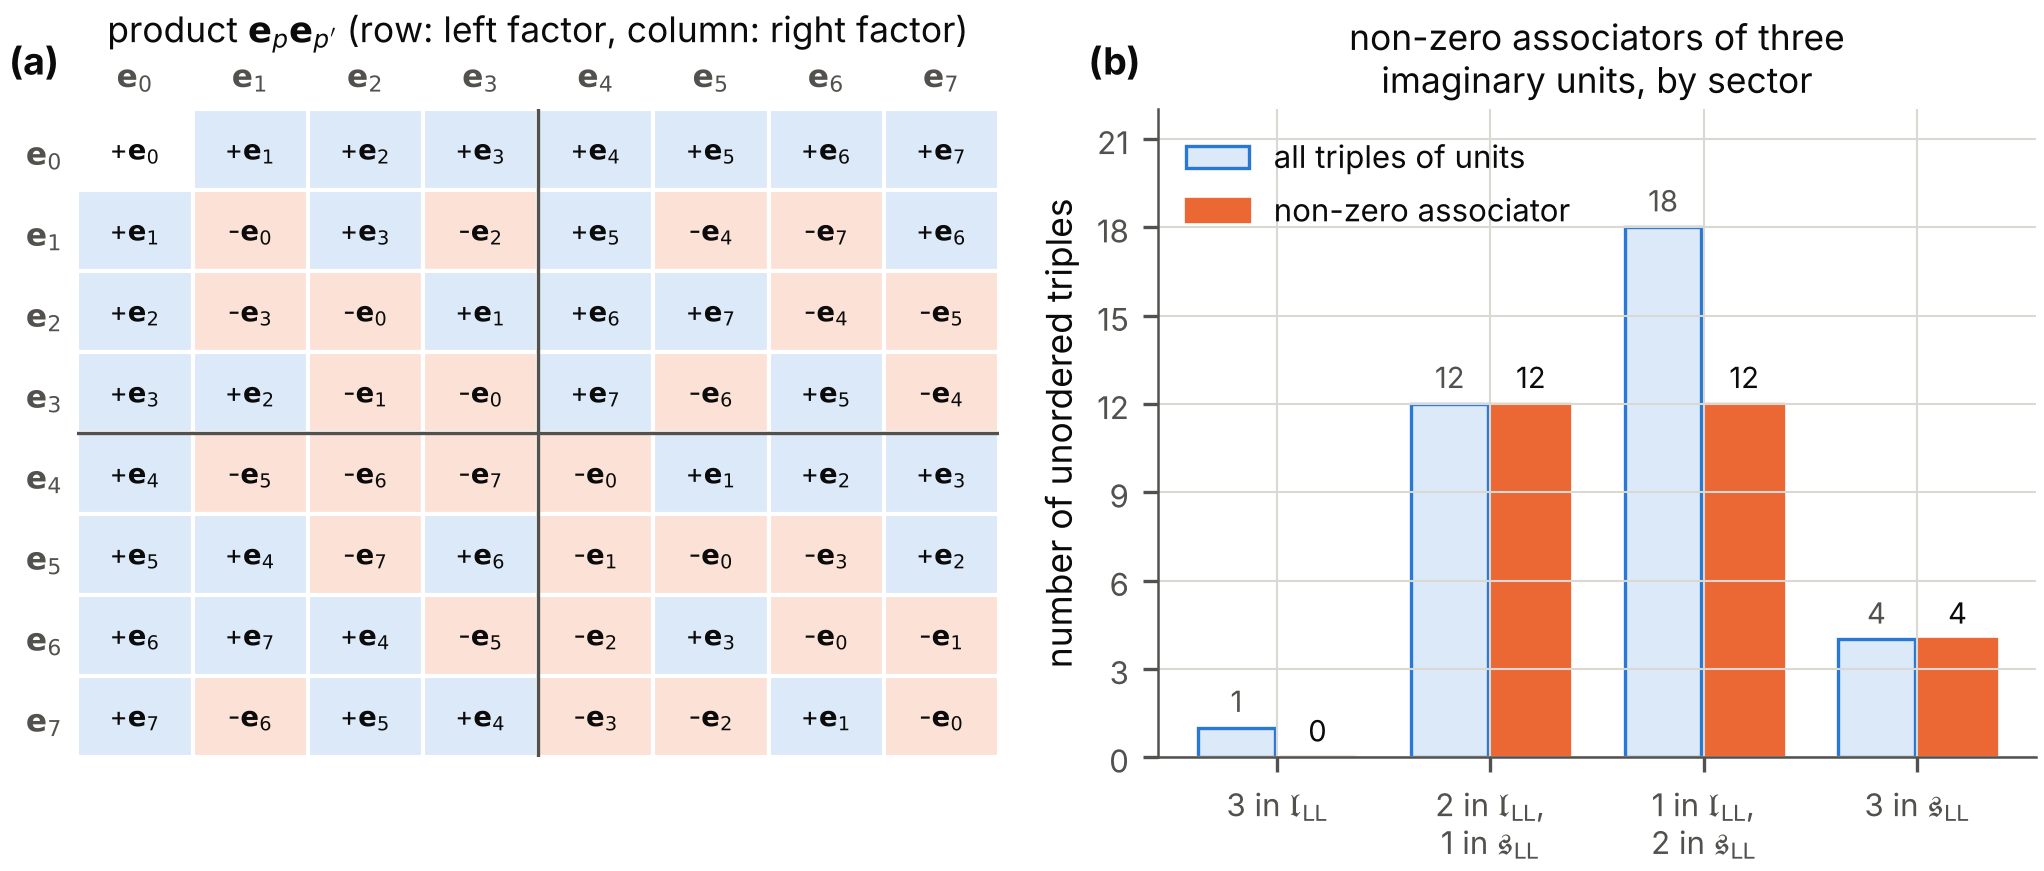 (a)
product eₚeₚ′ (row: left factor, column: right factor)
e₀ e₁ e₂ e₃ e₄ e₅ e₆ e₇
e₀ +e₀ +e₁ +e₂ +e₃ +e₄ +e₅ +e₆ +e₇
e₁ +e₁ -e₀ +e₃ -e₂ +e₅ -e₄ -e₇ +e₆
e₂ +e₂ -e₃ -e₀ +e₁ +e₆ +e₇ -e₄ -e₅
e₃ +e₃ +e₂ -e₁ -e₀ +e₇ -e₆ +e₅ -e₄
e₄ +e₄ -e₅ -e₆ -e₇ -e₀ +e₁ +e₂ +e₃
e₅ +e₅ +e₄ -e₇ +e₆ -e₁ -e₀ -e₃ +e₂
e₆ +e₆ +e₇ +e₄ -e₅ -e₂ +e₃ -e₀ -e₁
e₇ +e₇ -e₆ +e₅ +e₄ -e₃ -e₂ +e₁ -e₀
(b)
non-zero associators of three
imaginary units, by sector
number of unordered triples
21
18
15
12
9
6
3
0
all triples of units
non-zero associator
1 0
12 12
18 12
4 4
3 in 𝔩LL
2 in 𝔩LL,
1 in 𝔰LL
1 in 𝔩LL,
2 in 𝔰LL
3 in 𝔰LL